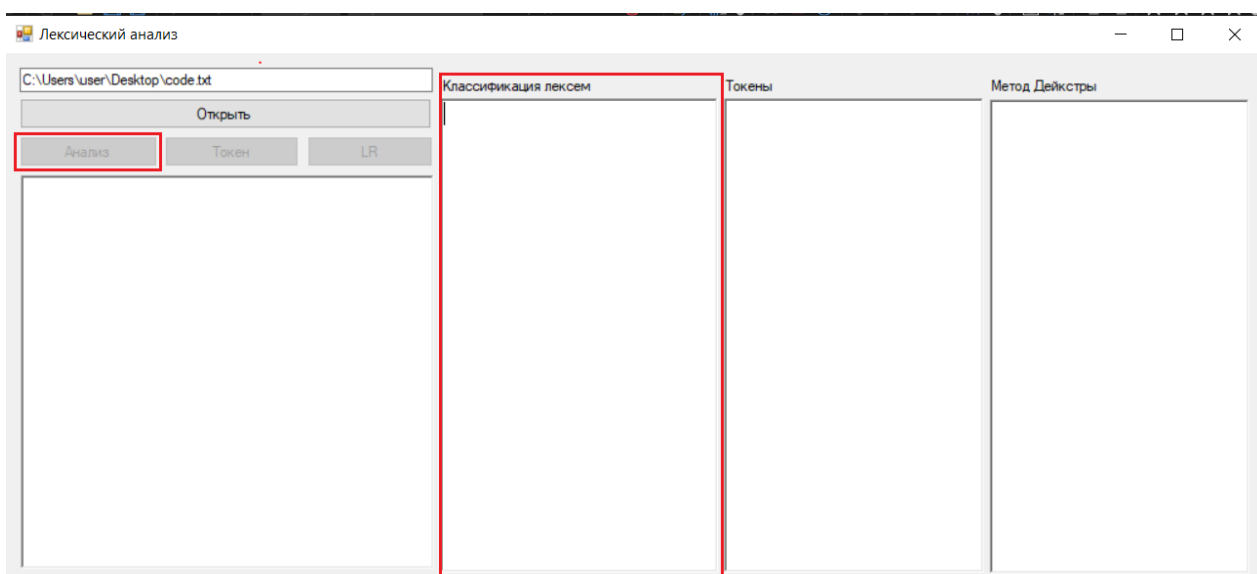 Лексический анализ
C:\Users\user\Desktop\code.txt
Открыть
Анализ Токен LR
Классификация лексем
Токены
Метод Дейкстры